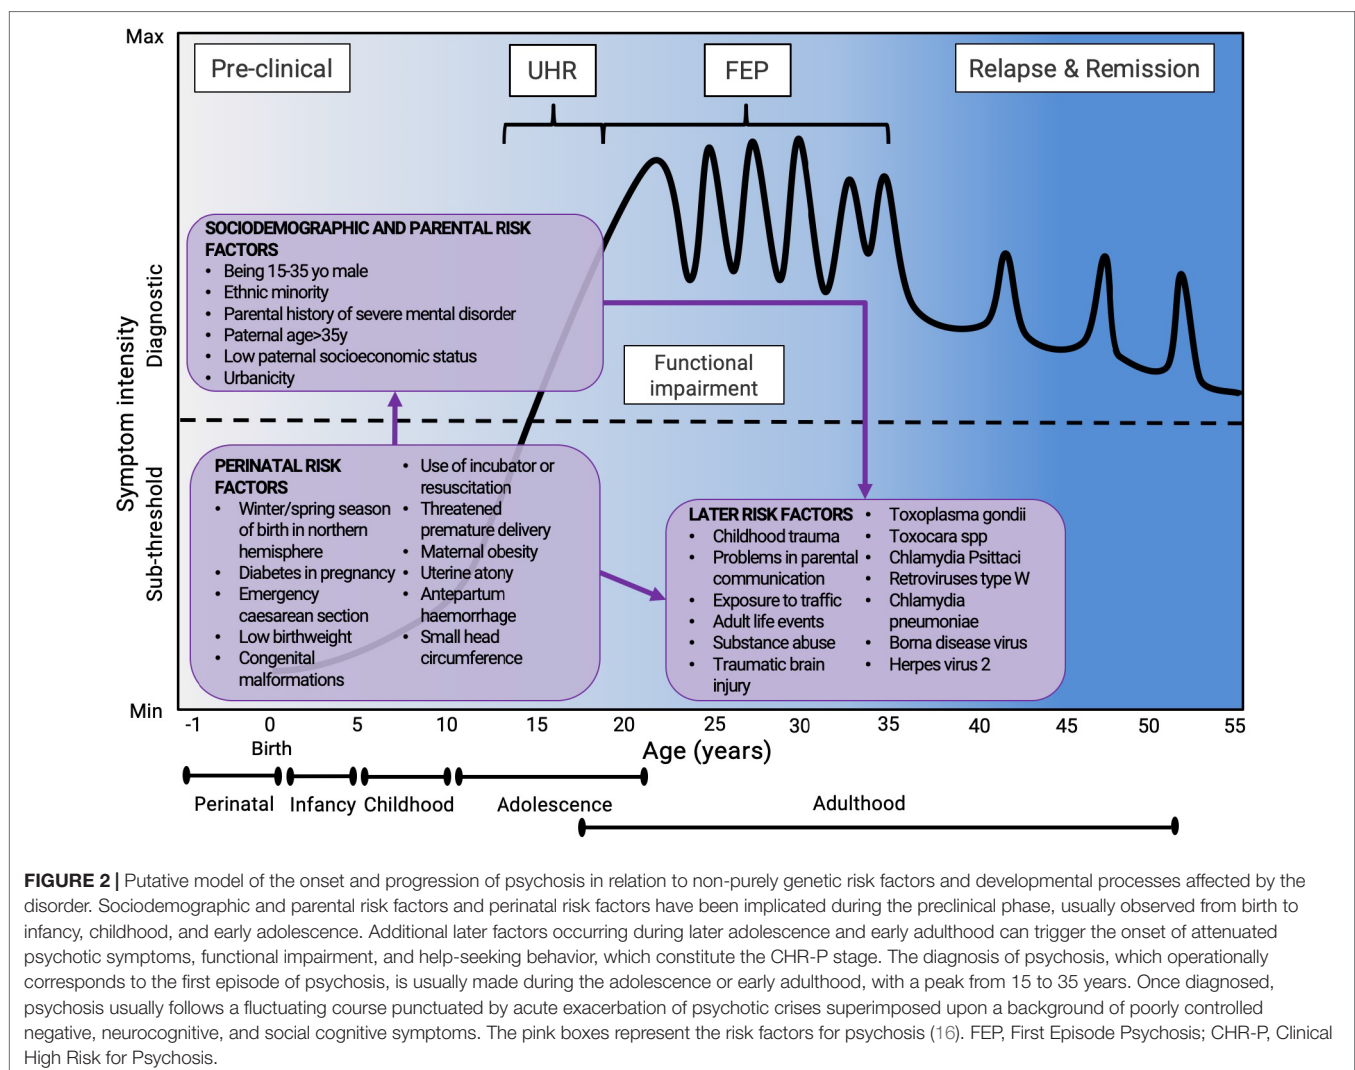 Max
Pre-clinical
UHR
FEP
Relapse & Remission
Symptom intensity
Diagnostic
Sub-threshold
SOCIODEMOGRAPHIC AND PARENTAL RISK
FACTORS
• Being 15-35 yo male
• Ethnic minority
• Parental history of severe mental disorder
• Paternal age>35y
• Low paternal socioeconomic status
• Urbanicity
Functional
impairment
PERINATAL RISK
FACTORS
• Winter/spring season
of birth in northern
hemisphere
• Diabetes in pregnancy
• Emergency
caesarean section
• Low birthweight
• Congenital
malformations
• Use of incubator or
resuscitation
• Threatened
premature delivery
• Maternal obesity
• Uterine atony
• Antepartum
haemorrhage
• Small head
circumference
LATER RISK FACTORS
• Childhood trauma
• Problems in parental
communication
• Exposure to traffic
• Adult life events
• Substance abuse
• Traumatic brain
injury
• Toxoplasma gondii
• Toxocara spp
• Chlamydia Psittaci
• Retroviruses type W
• Chlamydia
pneumoniae
• Borna disease virus
• Herpes virus 2
Min
-1 0 5 10 15 20 25 30 35 40 45 50 55
Birth
Age (years)
Perinatal Infancy Childhood Adolescence Adulthood
FIGURE 2 | Putative model of the onset and progression of psychosis in relation to non-purely genetic risk factors and developmental processes affected by the
disorder. Sociodemographic and parental risk factors and perinatal risk factors have been implicated during the preclinical phase, usually observed from birth to
infancy, childhood, and early adolescence. Additional later factors occurring during later adolescence and early adulthood can trigger the onset of attenuated
psychotic symptoms, functional impairment, and help-seeking behavior, which constitute the CHR-P stage. The diagnosis of psychosis, which operationally
corresponds to the first episode of psychosis, is usually made during the adolescence or early adulthood, with a peak from 15 to 35 years. Once diagnosed,
psychosis usually follows a fluctuating course punctuated by acute exacerbation of psychotic crises superimposed upon a background of poorly controlled
negative, neurocognitive, and social cognitive symptoms. The pink boxes represent the risk factors for psychosis (16). FEP, First Episode Psychosis; CHR-P, Clinical
High Risk for Psychosis.